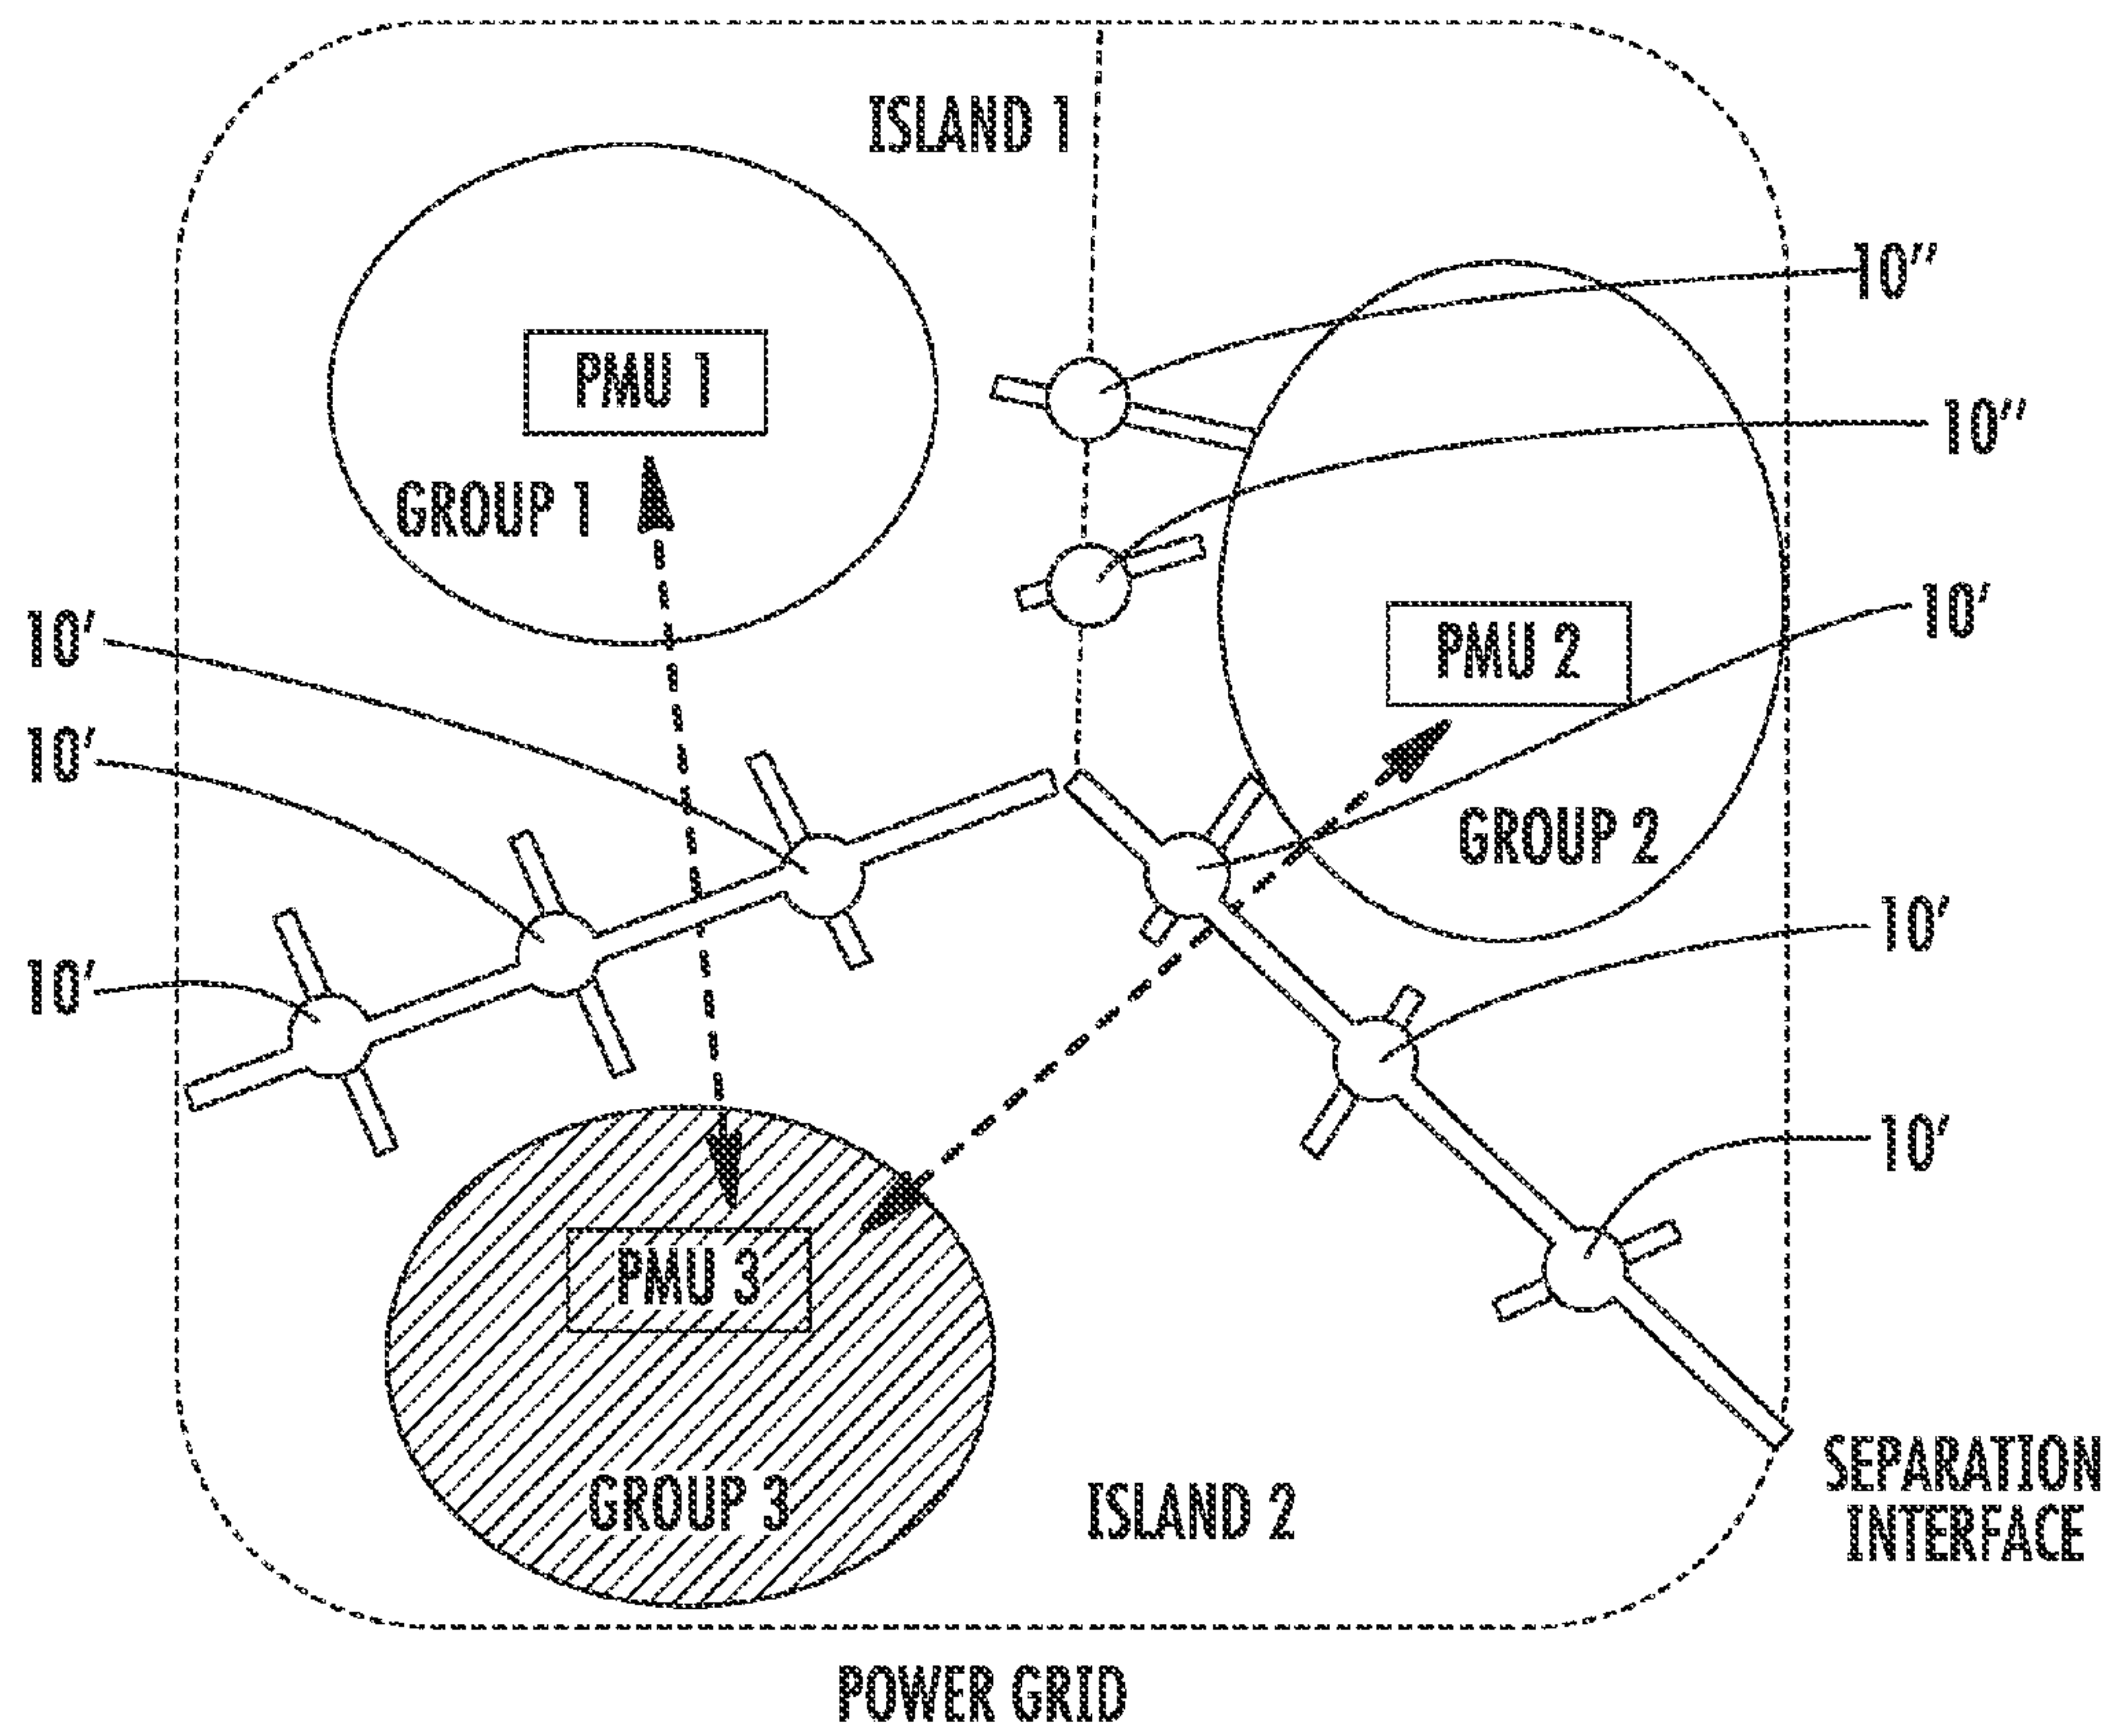 ISLAND 1
10"
PMU 1
10"
GROUP 1
10'
10'
PMU 2
10'
GROUP 2
10'
10'
10'
PMU 3
SEPARATION
INTERFACE
GROUP 3
ISLAND 2
POWER GRID